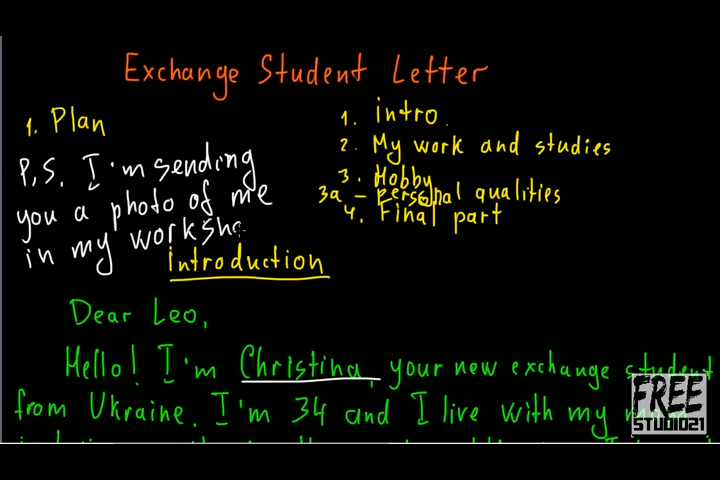 Exchange Student Letter
1. Plan
P.S. I'm sending
you a photo of me
in my worksho
1. intro.
2. My work and studies
3. Hobby
3a - personal qualities
4. Final part
introduction
Dear Leo,
Hello! I'm Christina, your new exchange student
from Ukraine. I'm 34 and I live with my
FREE
STUDIO21